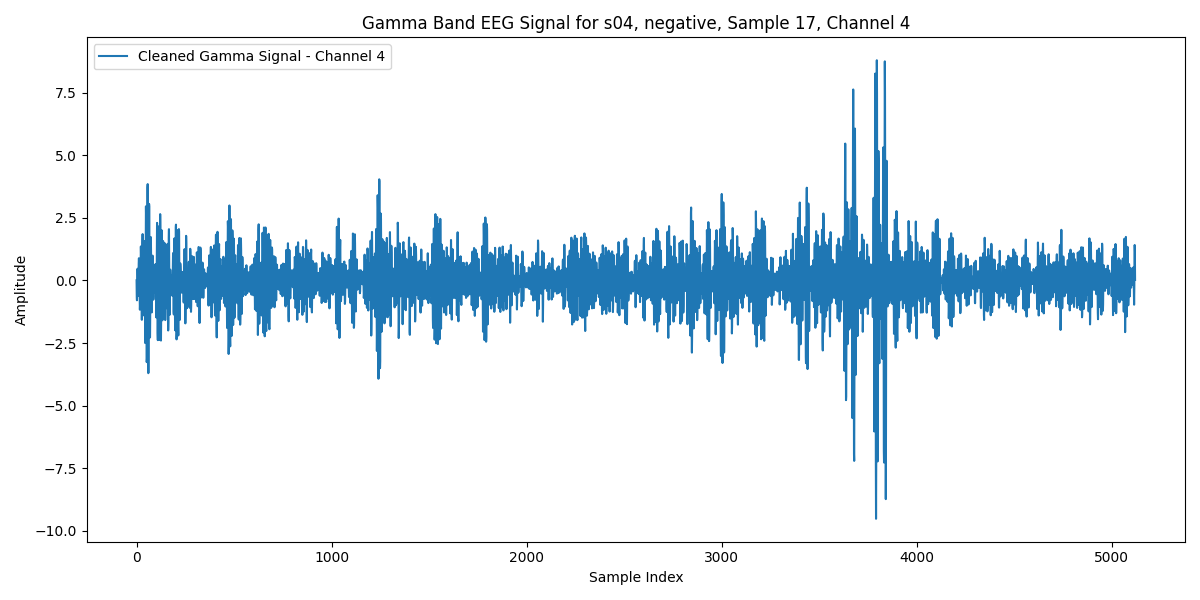 Gamma Band EEG Signal for s04, negative, Sample 17, Channel 4
Cleaned Gamma Signal - Channel 4
7.5
5.0
2.5
0.0
−2.5
−5.0
−7.5
−10.0
Amplitude
0 1000 2000 3000 4000 5000
Sample Index